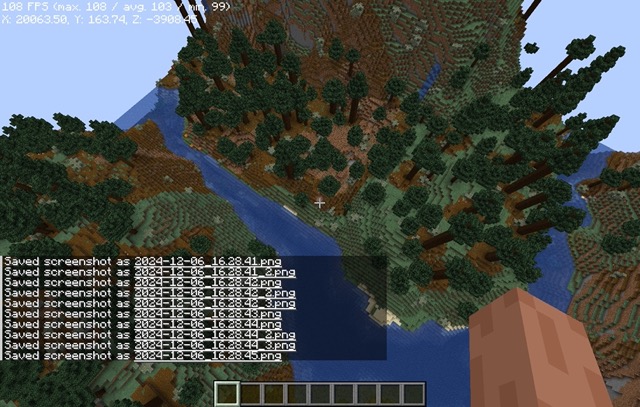 108 FPS (max. 108 / avg. 103 / min. 99)
X: 20063.50, Y: 163.74, Z: -3908.45
Saved screenshot as 2024-12-06_16.28.41.png
Saved screenshot as 2024-12-06_16.28.41_2.png
Saved screenshot as 2024-12-06_16.28.42.png
Saved screenshot as 2024-12-06_16.28.42_2.png
Saved screenshot as 2024-12-06_16.28.42_3.png
Saved screenshot as 2024-12-06_16.28.43.png
Saved screenshot as 2024-12-06_16.28.44.png
Saved screenshot as 2024-12-06_16.28.44_2.png
Saved screenshot as 2024-12-06_16.28.44_3.png
Saved screenshot as 2024-12-06_16.28.45.png